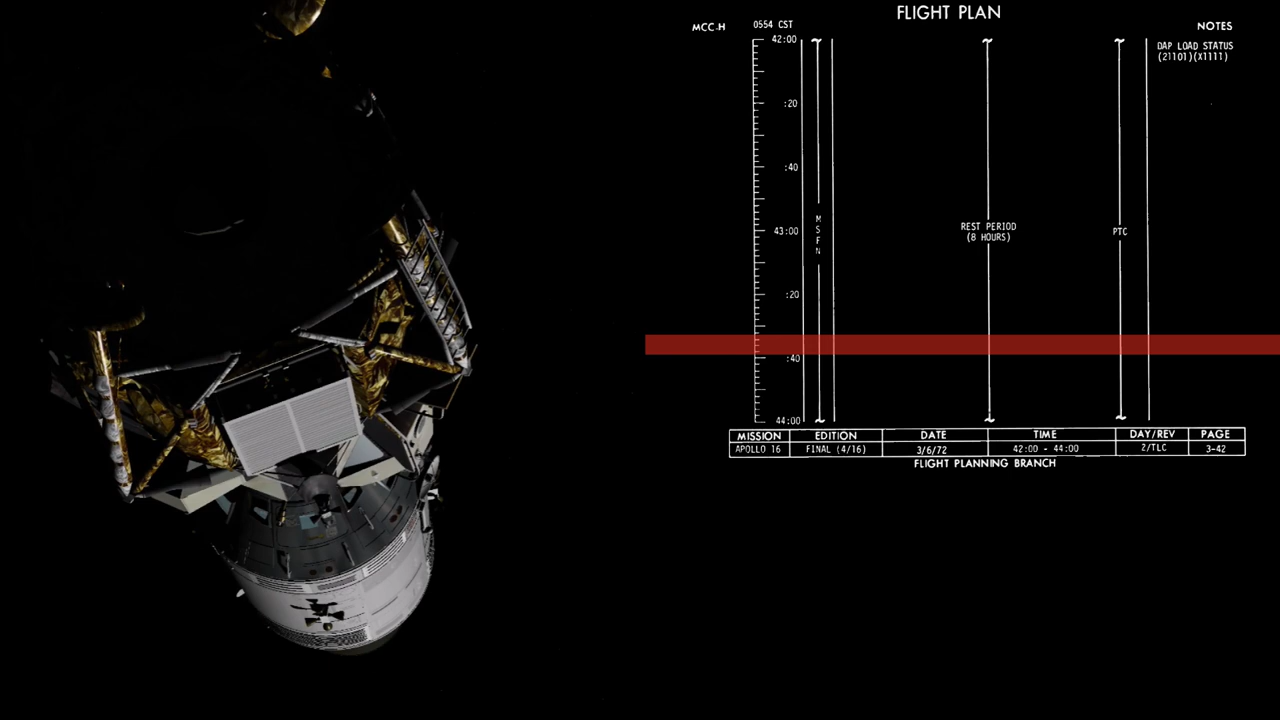 FLIGHT PLAN
MCC-H
0554 CST
NOTES
42:00
DAP LOAD STATUS
(21101)(X1111)
:20
:40
M
S
F
N
43:00
REST PERIOD
(8 HOURS)
PTC
:20
:40
44:00
MISSION EDITION DATE TIME DAY/REV PAGE
APOLLO 16 FINAL (4/16) 3/6/72 42:00 - 44:00 2/TLC 3-42
FLIGHT PLANNING BRANCH